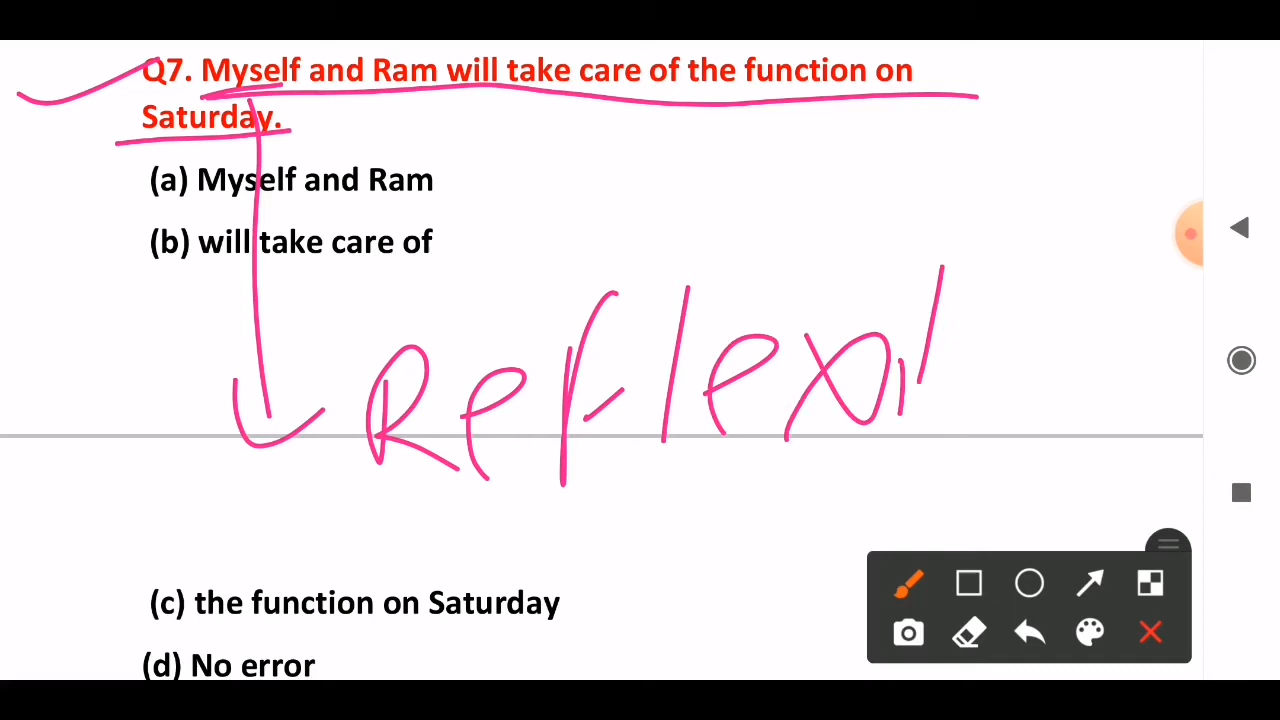 Q7. Myself and Ram will take care of the function on
Saturday.
(a) Myself and Ram
(b) will take care of
Reflexi
(c) the function on Saturday
(d) No error